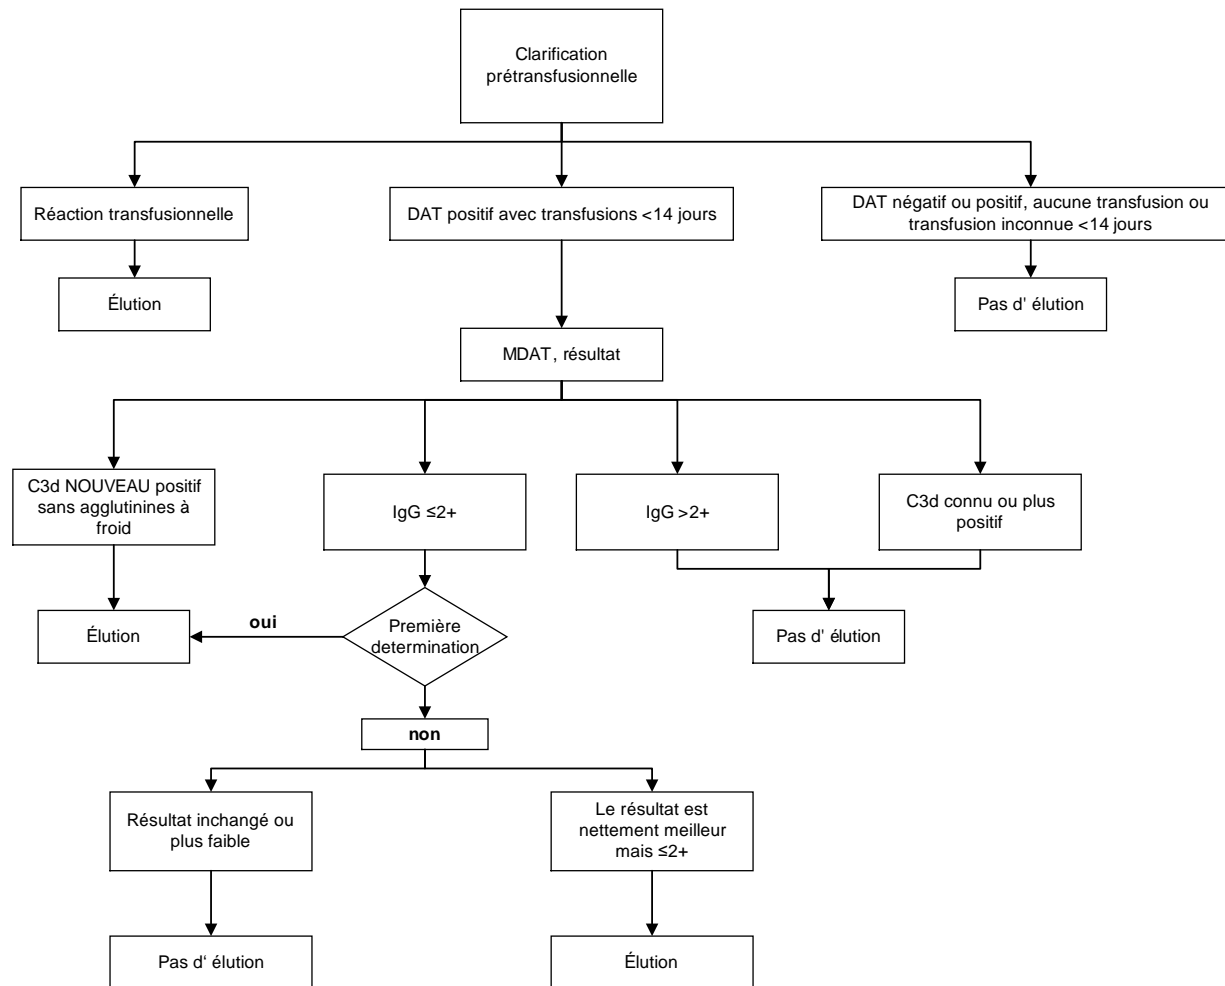 Clarification
prétransfusionnelle
Réaction transfusionnelle
DAT positif avec transfusions <14 jours
DAT négatif ou positif, aucune transfusion ou
transfusion inconnue <14 jours
Élution
Pas d' élution
MDAT, résultat
C3d NOUVEAU positif
sans agglutinines à
froid
IgG ≤2+
IgG >2+
C3d connu ou plus
positif
Élution
oui
Première
determination
Pas d' élution
non
Résultat inchangé ou
plus faible
Le résultat est
nettement meilleur
mais ≤2+
Pas d‘ élution
Élution